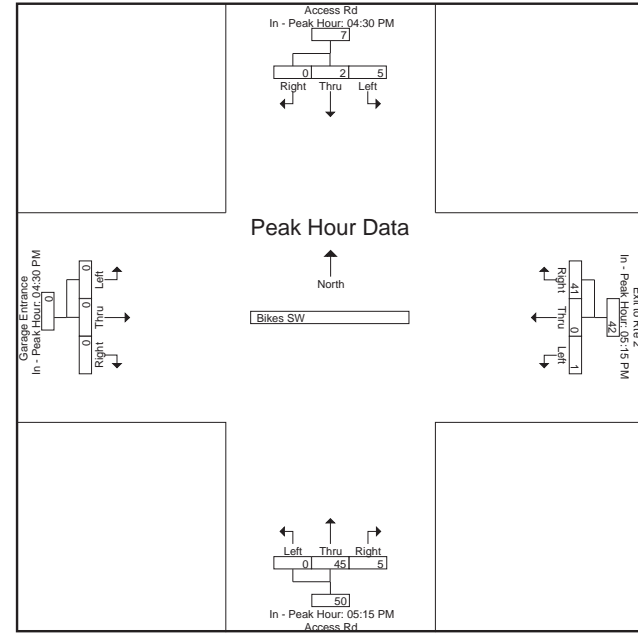 Access Rd
In - Peak Hour: 04:30 PM
7
0 2 5
Right Thru Left
Peak Hour Data
North
Bikes SW
Garage Entrance
In - Peak Hour: 04:30 PM
0
0 0 0
Left Thru Right
Exit to Rte 2
In - Peak Hour: 05:15 PM
42
41 0 1
Right Thru Left
Left Thru Right
0 45 5
50
In - Peak Hour: 05:15 PM
Access Rd